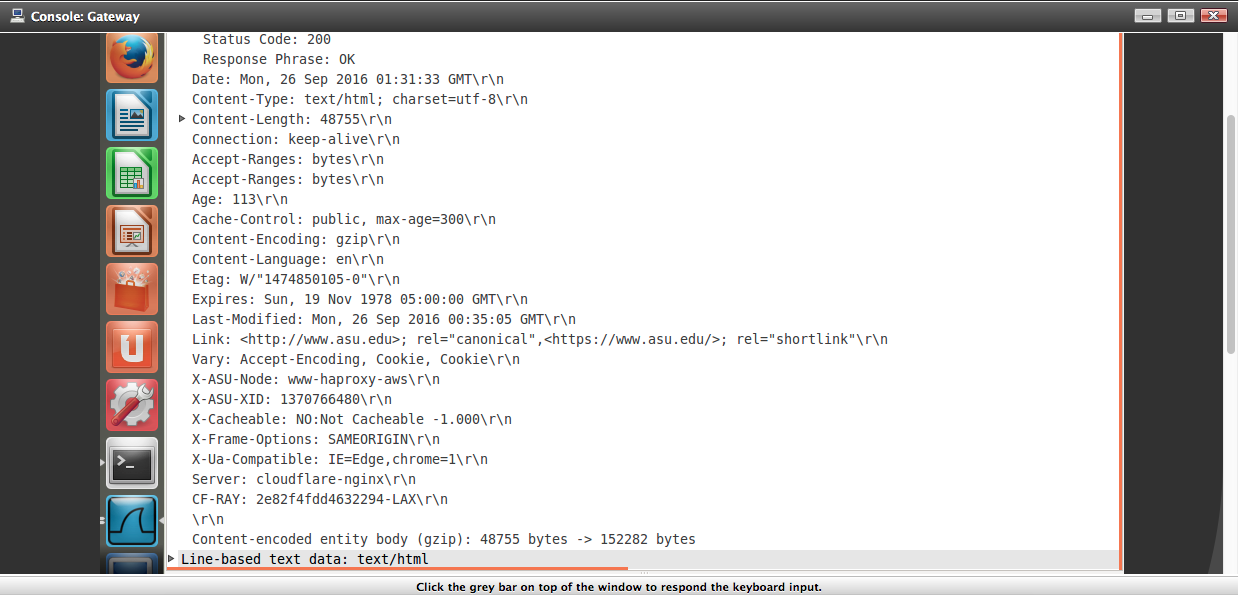 Console: Gateway
Status Code: 200
Response Phrase: OK
Date: Mon, 26 Sep 2016 01:31:33 GMT\r\n
Content-Type: text/html; charset=utf-8\r\n
Content-Length: 48755\r\n
Connection: keep-alive\r\n
Accept-Ranges: bytes\r\n
Accept-Ranges: bytes\r\n
Age: 113\r\n
Cache-Control: public, max-age=300\r\n
Content-Encoding: gzip\r\n
Content-Language: en\r\n
Etag: W/"1474850105-0"\r\n
Expires: Sun, 19 Nov 1978 05:00:00 GMT\r\n
Last-Modified: Mon, 26 Sep 2016 00:35:05 GMT\r\n
Link: <http://www.asu.edu>; rel="canonical",<https://www.asu.edu/>; rel="shortlink"\r\n
Vary: Accept-Encoding, Cookie, Cookie\r\n
X-ASU-Node: www-haproxy-aws\r\n
X-ASU-XID: 1370766480\r\n
X-Cacheable: NO:Not Cacheable -1.000\r\n
X-Frame-Options: SAMEORIGIN\r\n
X-Ua-Compatible: IE=Edge,chrome=1\r\n
Server: cloudflare-nginx\r\n
CF-RAY: 2e82f4fdd4632294-LAX\r\n
\r\n
Content-encoded entity body (gzip): 48755 bytes -> 152282 bytes
Line-based text data: text/html
Click the grey bar on top of the window to respond the keyboard input.